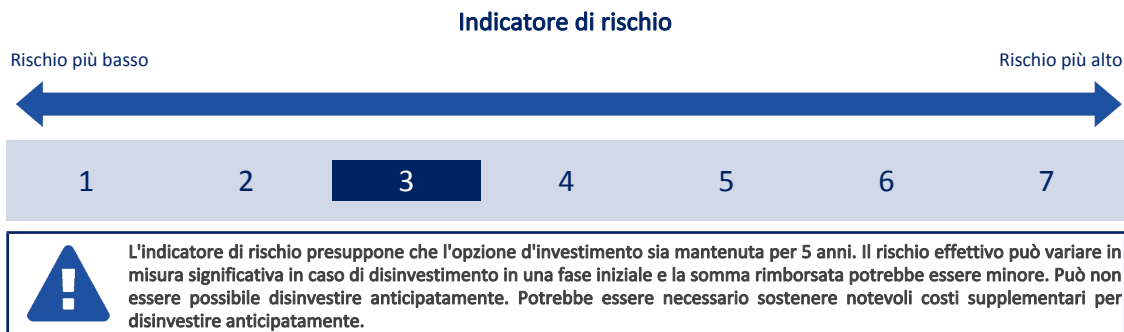 Indicatore di rischio
Rischio più basso
Rischio più alto
1 2 3 4 5 6 7
L'indicatore di rischio presuppone che l'opzione d'investimento sia mantenuta per 5 anni. Il rischio effettivo può variare in
misura significativa in caso di disinvestimento in una fase iniziale e la somma rimborsata potrebbe essere minore. Può non
essere possibile disinvestire anticipatamente. Potrebbe essere necessario sostenere notevoli costi supplementari per
disinvestire anticipatamente.